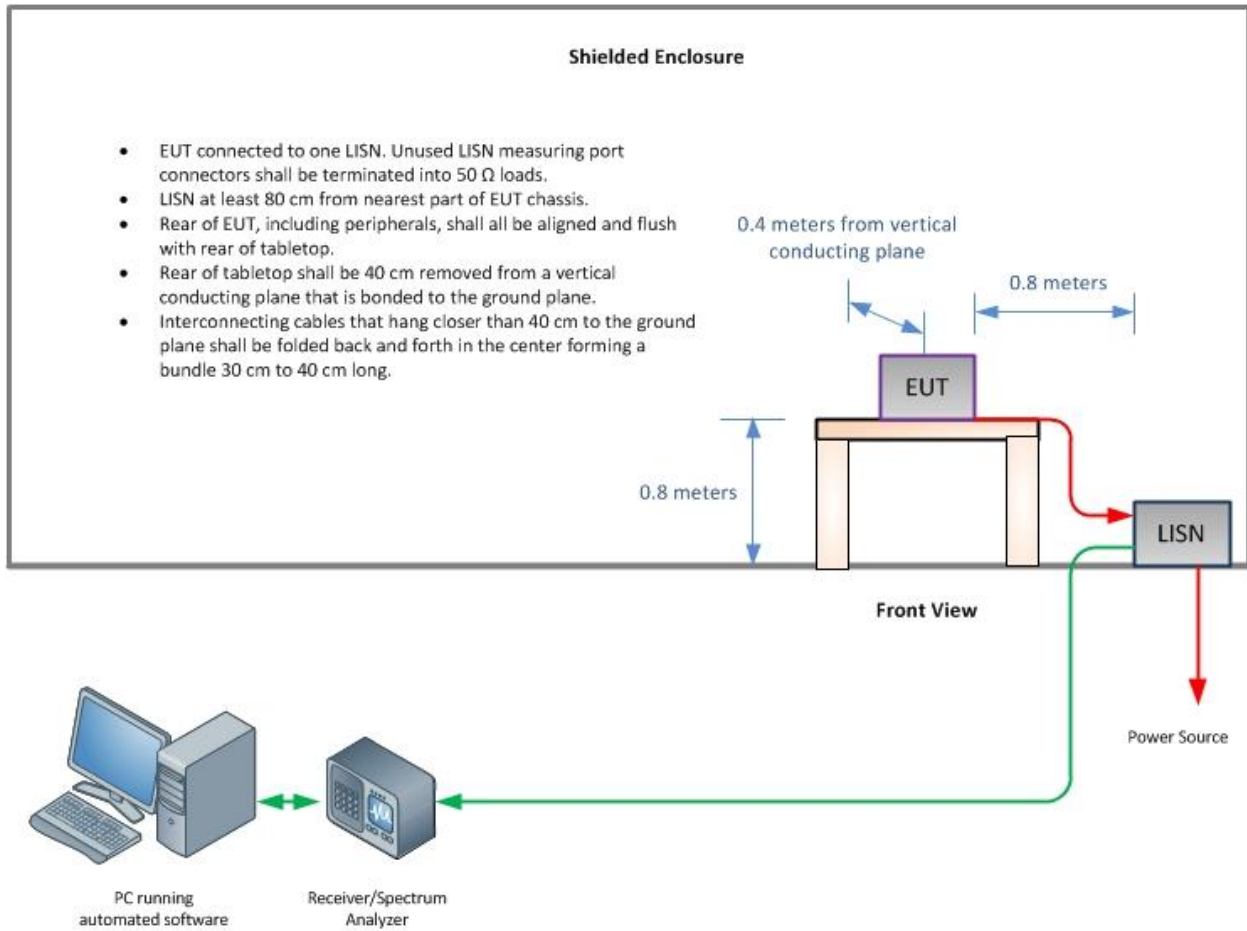 Shielded Enclosure
• EUT connected to one LISN. Unused LISN measuring port
connectors shall be terminated into 50 Ω loads.
• LISN at least 80 cm from nearest part of EUT chassis.
• Rear of EUT, including peripherals, shall all be aligned and flush
with rear of tabletop.
• Rear of tabletop shall be 40 cm removed from a vertical
conducting plane that is bonded to the ground plane.
• Interconnecting cables that hang closer than 40 cm to the ground
plane shall be folded back and forth in the center forming a
bundle 30 cm to 40 cm long.
0.4 meters from vertical
conducting plane
0.8 meters
EUT
0.8 meters
LISN
Front View
Power Source
PC running
automated software
Receiver/Spectrum
Analyzer